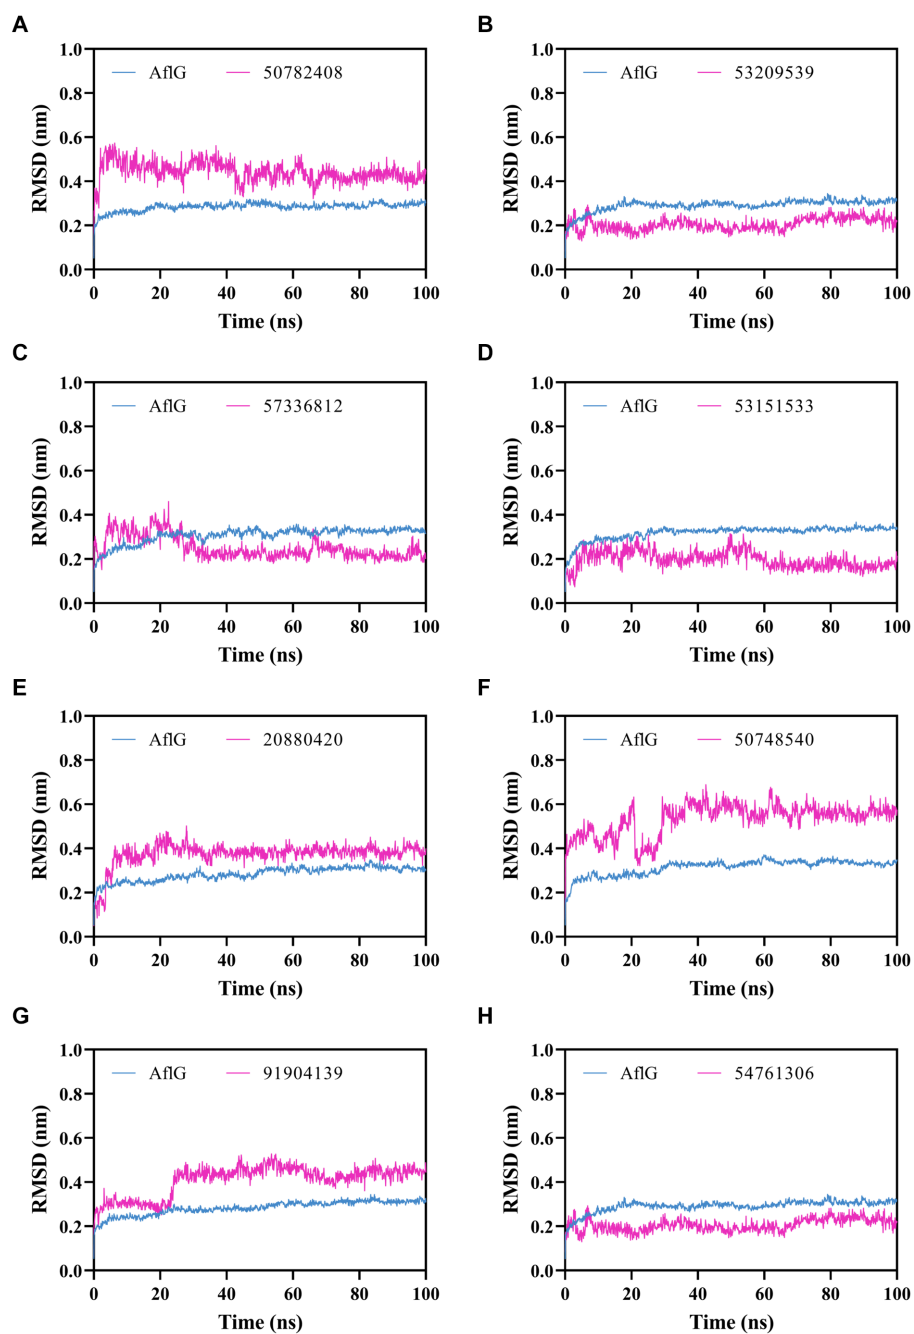 A B
1.0 1.0
AflG 50782408 AflG 53209539
0.8 0.8
0.6 0.6
RMSD (nm) RMSD (nm)
0.4 0.4
0.2 0.2
0.0 0.0
0 20 40 60 80 100 0 20 40 60 80 100
Time (ns) Time (ns)
C D
1.0 1.0
AflG 57336812 AflG 53151533
0.8 0.8
0.6 0.6
RMSD (nm) RMSD (nm)
0.4 0.4
0.2 0.2
0.0 0.0
0 20 40 60 80 100 0 20 40 60 80 100
Time (ns) Time (ns)
E F
1.0 1.0
AflG 20880420 AflG 50748540
0.8 0.8
0.6 0.6
RMSD (nm) RMSD (nm)
0.4 0.4
0.2 0.2
0.0 0.0
0 20 40 60 80 100 0 20 40 60 80 100
Time (ns) Time (ns)
G H
1.0 1.0
AflG 91904139 AflG 54761306
0.8 0.8
0.6 0.6
RMSD (nm) RMSD (nm)
0.4 0.4
0.2 0.2
0.0 0.0
0 20 40 60 80 100 0 20 40 60 80 100
Time (ns) Time (ns)